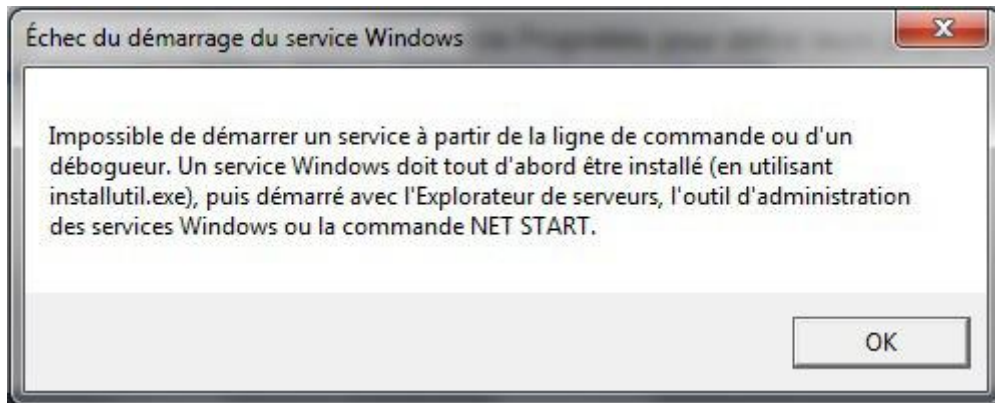 Échec du démarrage du service Windows
Impossible de démarrer un service à partir de la ligne de commande ou d'un
débogueur. Un service Windows doit tout d'abord être installé (en utilisant
installutil.exe), puis démarré avec l'Explorateur de serveurs, l'outil d'administration
des services Windows ou la commande NET START.
OK